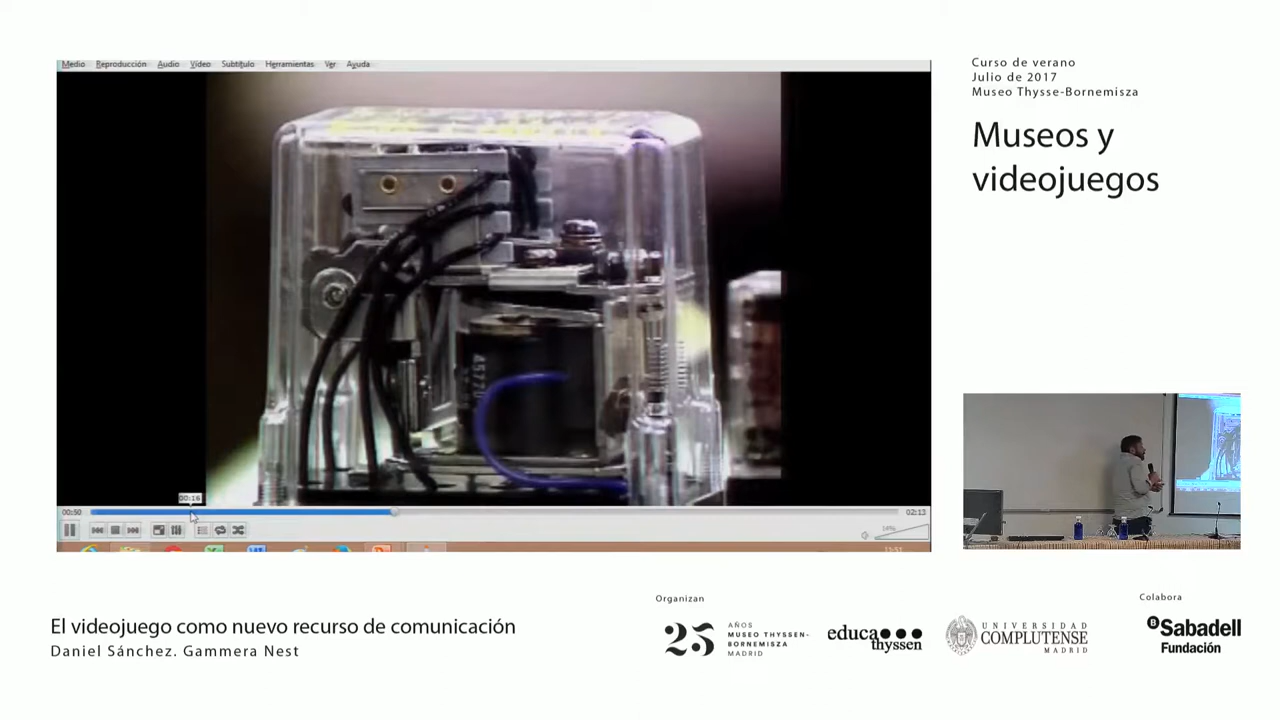 Medio Reproducción Audio Vídeo Subtítulo Herramientas Ver Ayuda
00:16
00:50
02:13
34%
Curso de verano
Julio de 2017
Museo Thysse-Bornemisza
Museos y
videojuegos
El videojuego como nuevo recurso de comunicación
Daniel Sánchez. Gammera Nest
Organizan
25 AÑOS
MUSEO THYSSEN-
BORNEMISZA
MADRID
educa
thyssen
UNIVERSIDAD
COMPLUTENSE
MADRID
Colabora
B Sabadell
Fundación